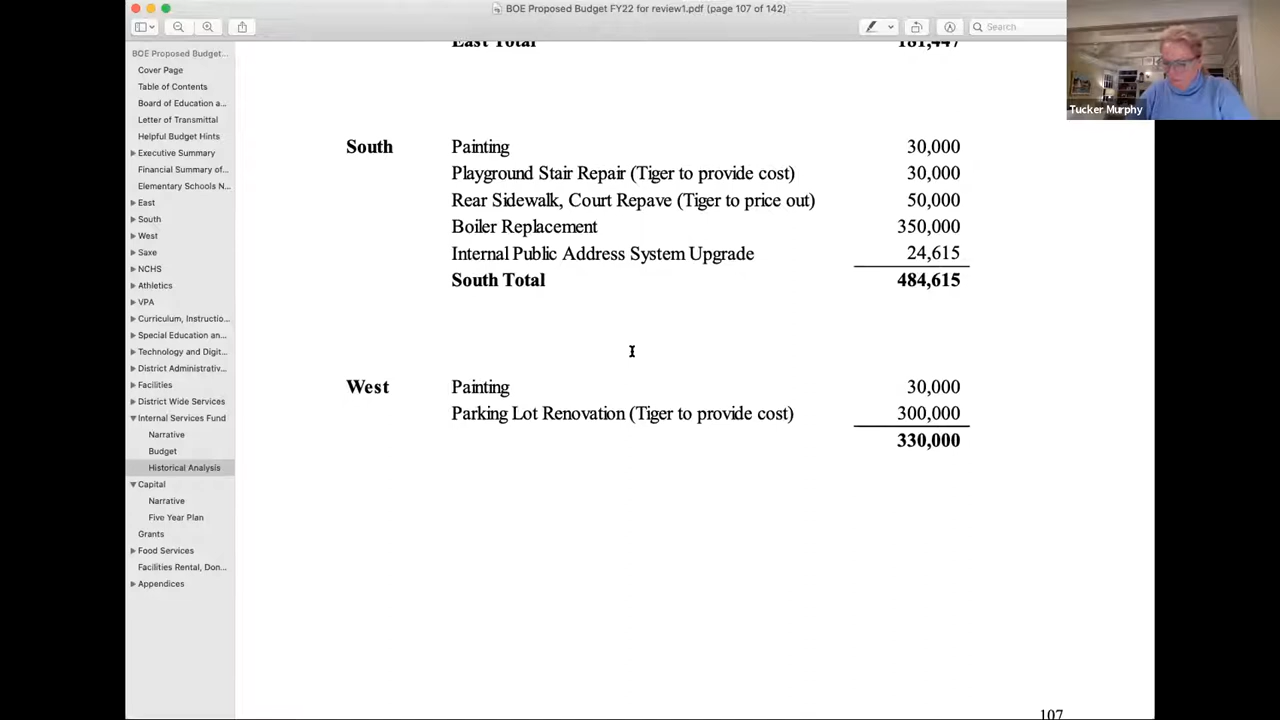 BOE Proposed Budget FY22 for review1.pdf (page 107 of 142)
Search
Tucker Murphy
BOE Proposed Budget...
Cover Page
Table of Contents
Board of Education a...
Letter of Transmittal
Helpful Budget Hints
Executive Summary
Financial Summary of...
Elementary Schools N...
East
South
West
Saxe
NCHS
Athletics
VPA
Curriculum, Instructio...
Special Education an...
Technology and Digit...
District Administrativ...
Facilities
District Wide Services
Internal Services Fund
Narrative
Budget
Historical Analysis
Capital
Narrative
Five Year Plan
Grants
Food Services
Facilities Rental, Don...
Appendices
East Total 181,447
South Painting 30,000
Playground Stair Repair (Tiger to provide cost) 30,000
Rear Sidewalk, Court Repave (Tiger to price out) 50,000
Boiler Replacement 350,000
Internal Public Address System Upgrade 24,615
South Total 484,615
West Painting 30,000
Parking Lot Renovation (Tiger to provide cost) 300,000
330,000
107